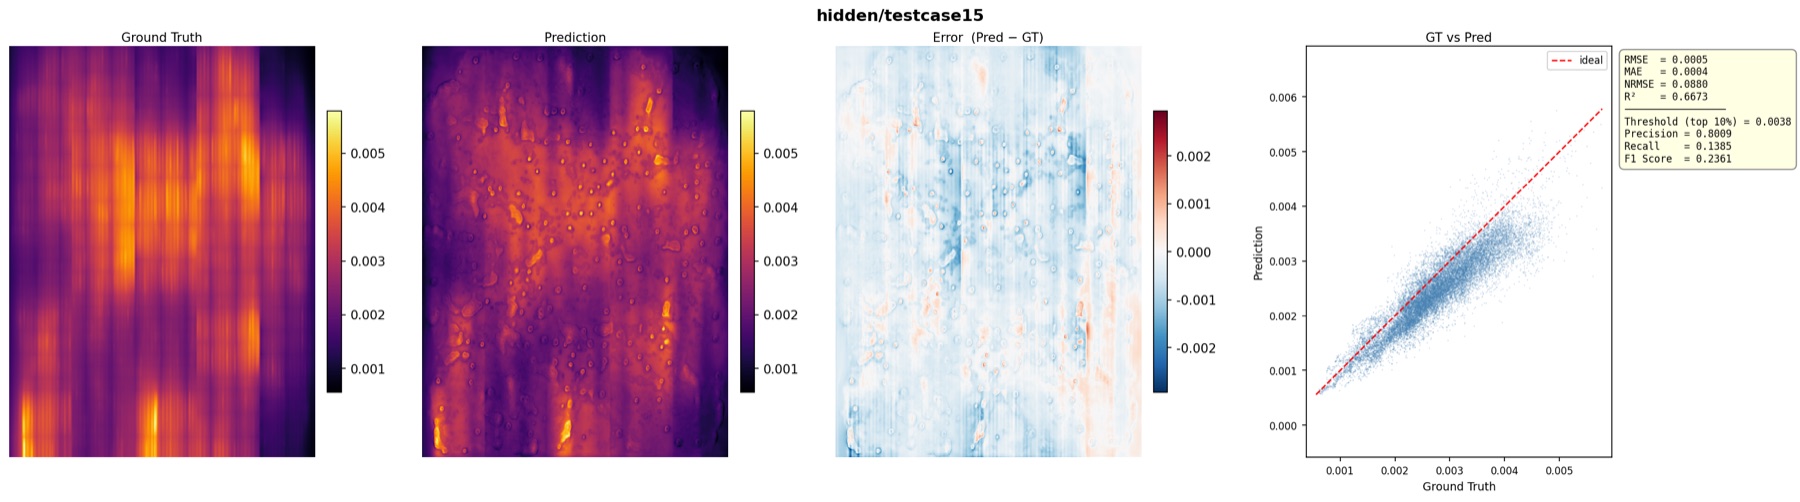 hidden/testcase15
Ground Truth
0.005
0.004
0.003
0.002
0.001
Prediction
0.005
0.004
0.003
0.002
0.001
Error (Pred − GT)
0.002
0.001
0.000
-0.001
-0.002
GT vs Pred
ideal
0.006
0.005
0.004
0.003
0.002
0.001
0.000
Prediction
0.001 0.002 0.003 0.004 0.005
Ground Truth
RMSE = 0.0005
MAE = 0.0004
NRMSE = 0.0880
R² = 0.6673
Threshold (top 10%) = 0.0038
Precision = 0.8009
Recall = 0.1385
F1 Score = 0.2361